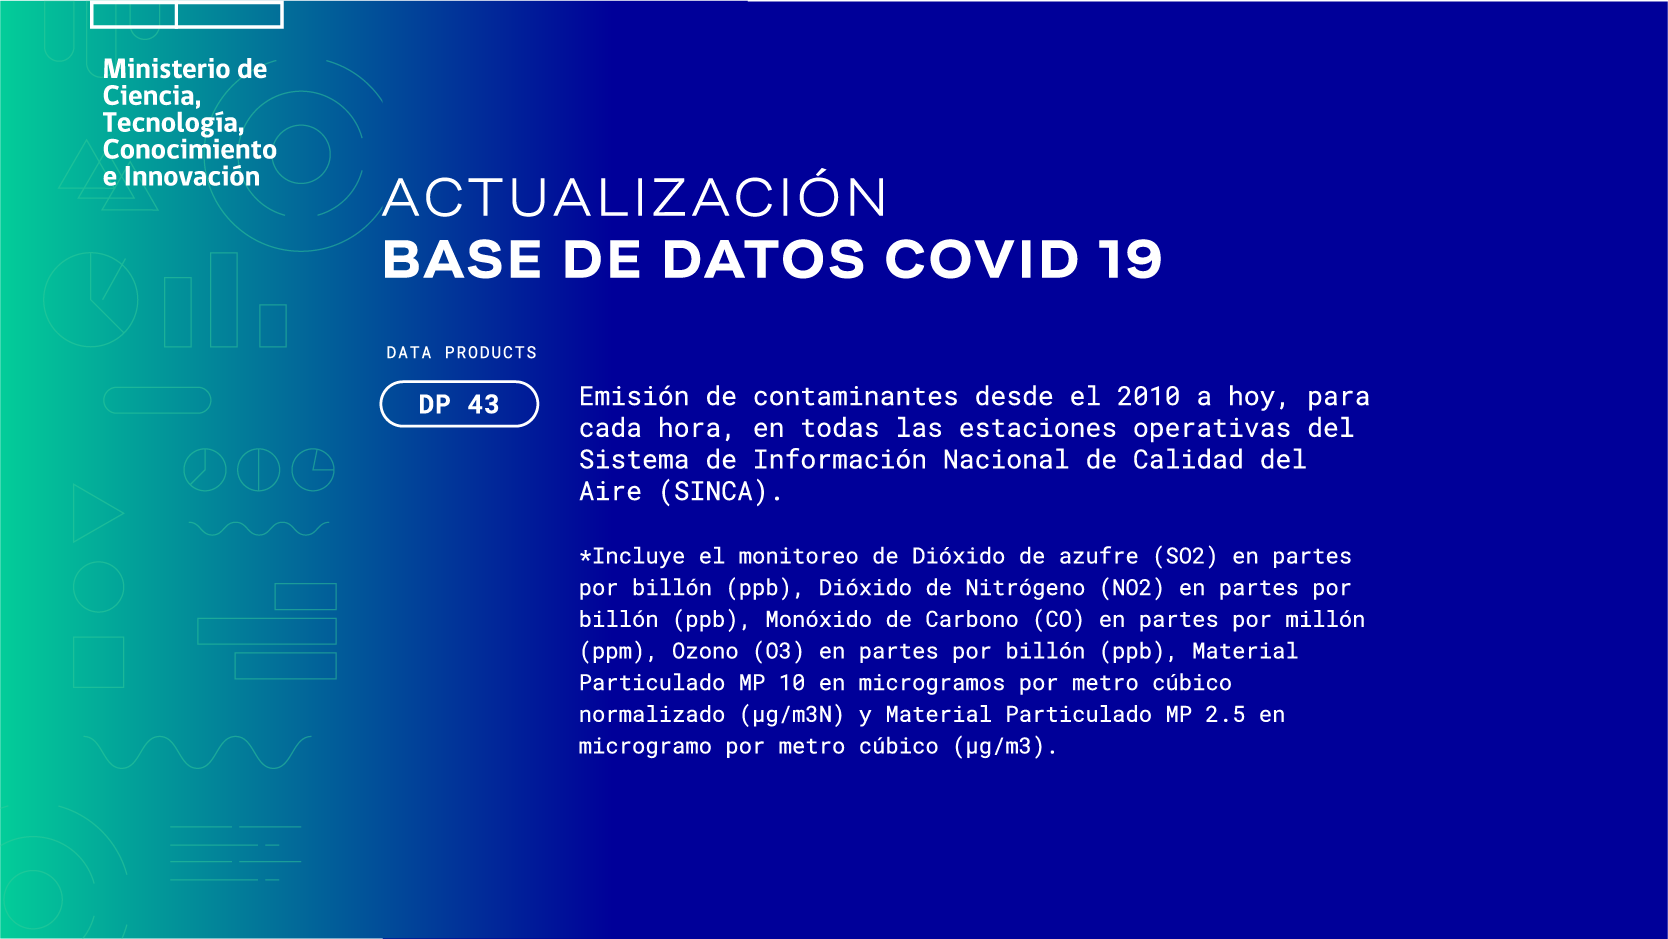 Ministerio de
Ciencia,
Tecnología,
Conocimiento
e Innovación
ACTUALIZACIÓN
BASE DE DATOS COVID 19
DATA PRODUCTS
DP 43
Emisión de contaminantes desde el 2010 a hoy, para
cada hora, en todas las estaciones operativas del
Sistema de Información Nacional de Calidad del
Aire (SINCA).
*Incluye el monitoreo de Dióxido de azufre (SO2) en partes
por billón (ppb), Dióxido de Nitrógeno (NO2) en partes por
billón (ppb), Monóxido de Carbono (CO) en partes por millón
(ppm), Ozono (O3) en partes por billón (ppb), Material
Particulado MP 10 en microgramos por metro cúbico
normalizado (µg/m3N) y Material Particulado MP 2.5 en
microgramo por metro cúbico (µg/m3).